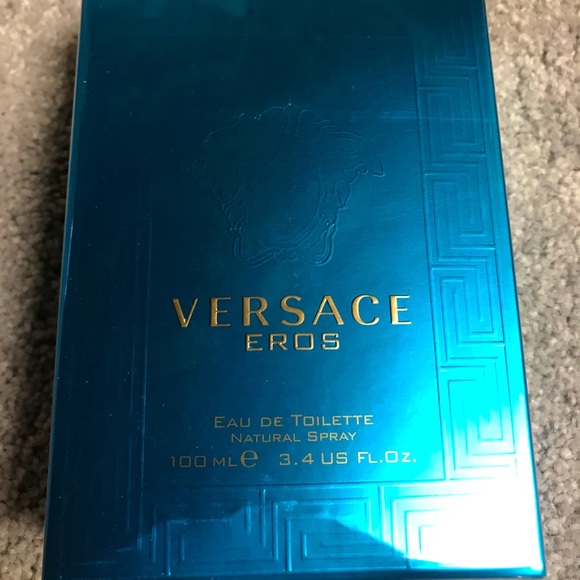 VERSACE
EROS
EAU DE TOILETTE
NATURAL SPRAY
100 ML℮ 3.4 US FL.OZ.